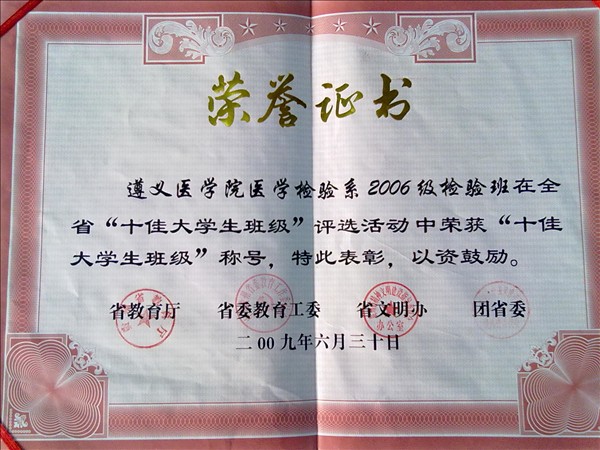 荣誉证书
遵义医学院医学检验系2006级检验班在全
省“十佳大学生班级”评选活动中荣获“十佳
大学生班级”称号，特此表彰，以资鼓励。
省教育厅 省委教育工委 省文明办 团省委
二00九年六月三十日
办公室